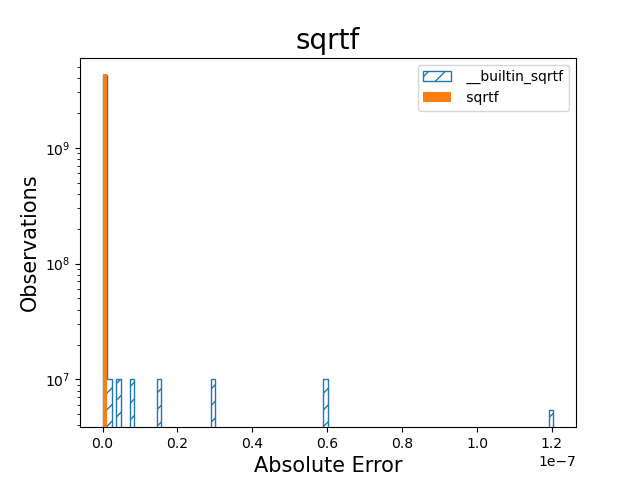 sqrtf
__builtin_sqrtf
sqrtf
Observations
10⁹
10⁸
10⁷
0.0 0.2 0.4 0.6 0.8 1.0 1.2
1e−7
Absolute Error